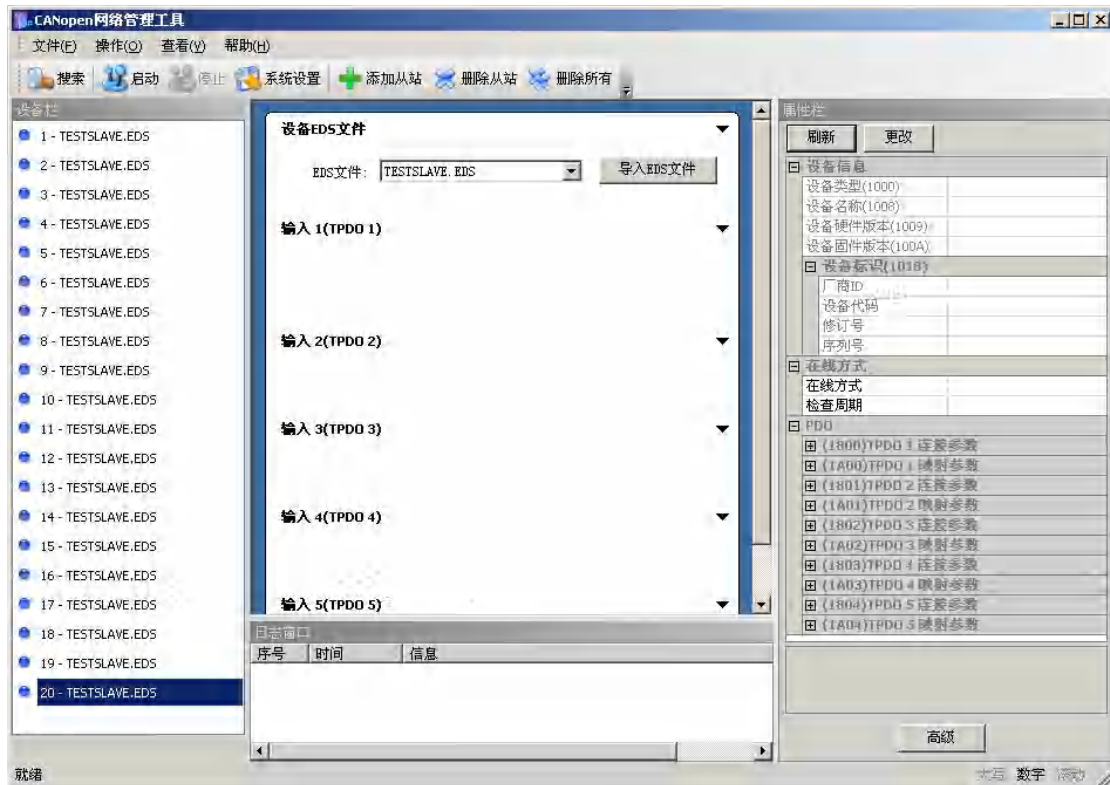 CANopen网络管理工具
文件(F) 操作(O) 查看(V) 帮助(H)
搜索 启动 停止 系统设置 添加从站 删除从站 删除所有
设备栏
1 - TESTSLAVE.EDS
2 - TESTSLAVE.EDS
3 - TESTSLAVE.EDS
4 - TESTSLAVE.EDS
5 - TESTSLAVE.EDS
6 - TESTSLAVE.EDS
7 - TESTSLAVE.EDS
8 - TESTSLAVE.EDS
9 - TESTSLAVE.EDS
10 - TESTSLAVE.EDS
11 - TESTSLAVE.EDS
12 - TESTSLAVE.EDS
13 - TESTSLAVE.EDS
14 - TESTSLAVE.EDS
15 - TESTSLAVE.EDS
16 - TESTSLAVE.EDS
17 - TESTSLAVE.EDS
18 - TESTSLAVE.EDS
19 - TESTSLAVE.EDS
20 - TESTSLAVE.EDS
设备EDS文件
EDS文件: TESTSLAVE.EDS 导入EDS文件
输入 1(TPDO 1)
输入 2(TPDO 2)
输入 3(TPDO 3)
输入 4(TPDO 4)
输入 5(TPDO 5)
日志窗口
序号 时间 信息
属性栏
刷新 更改
设备信息
设备类型(1000)
设备名称(1008)
设备硬件版本(1009)
设备固件版本(100A)
设备标识(1018)
厂商ID
设备代码
修订号
序列号
在线方式
在线方式
检查周期
PDO
(1800)TPDO 1 连接参数
(1A00)TPDO 1 映射参数
(1801)TPDO 2 连接参数
(1A01)TPDO 2 映射参数
(1802)TPDO 3 连接参数
(1A02)TPDO 3 映射参数
(1803)TPDO 4 连接参数
(1A03)TPDO 4 映射参数
(1804)TPDO 5 连接参数
(1A04)TPDO 5 映射参数
高级
就绪 大写 数字 滚动